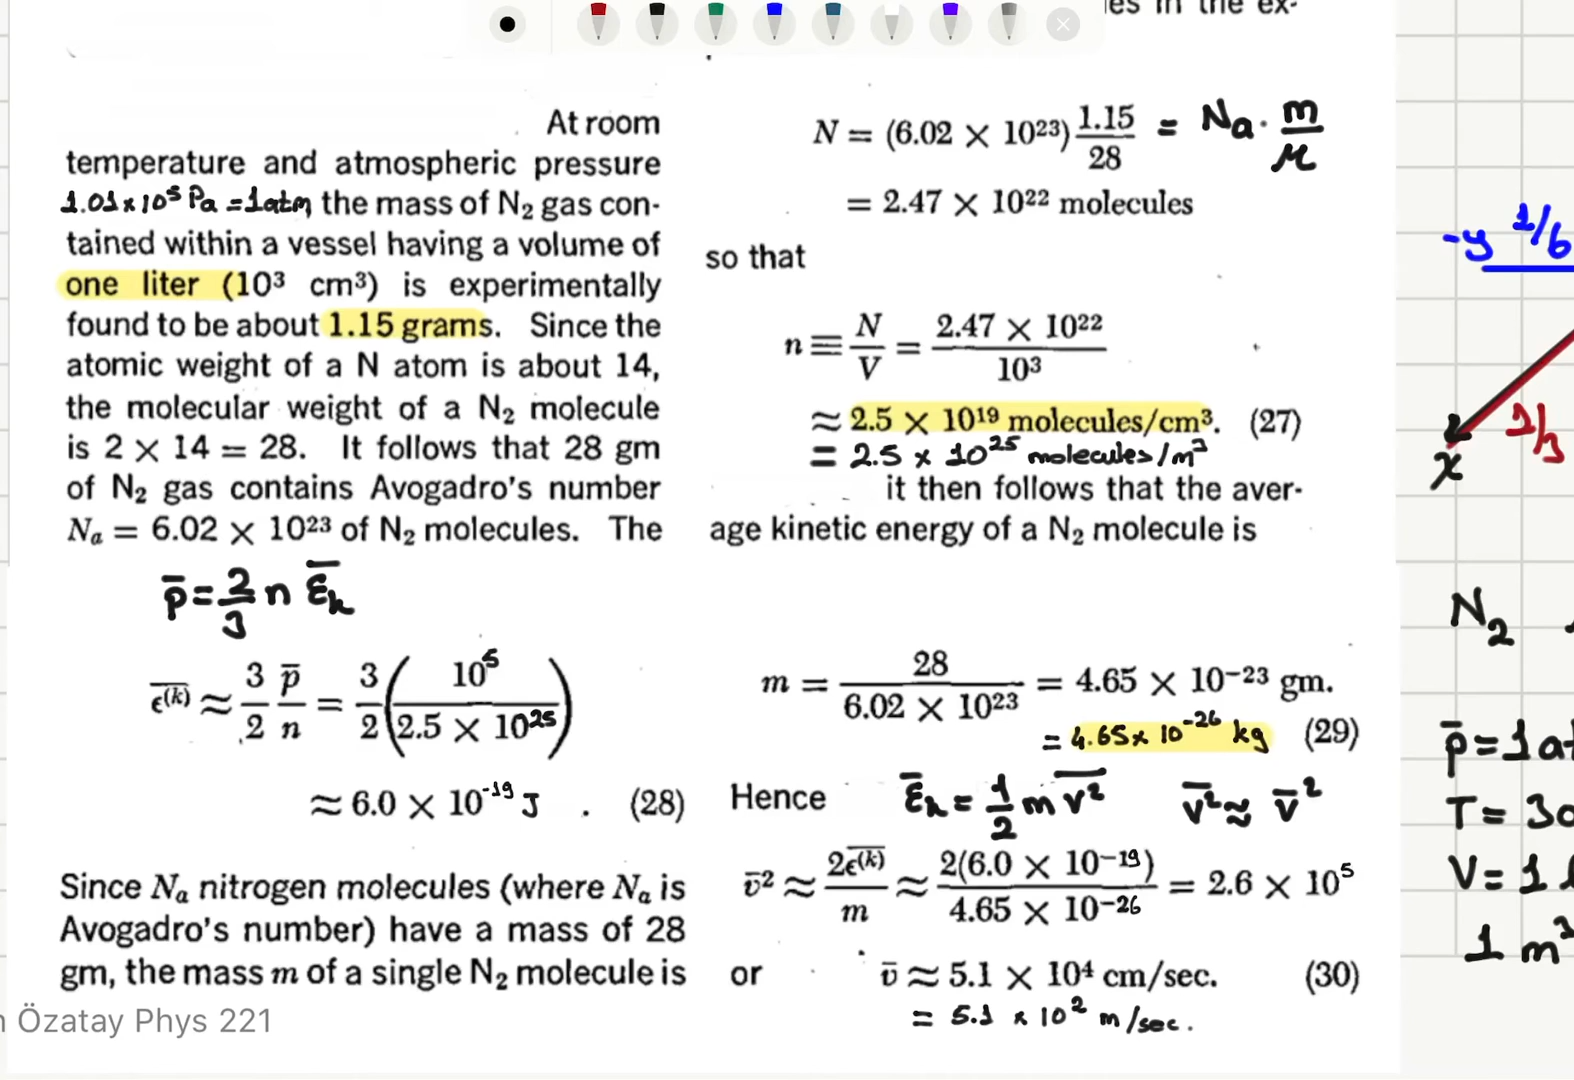 es in the ex-
At room
temperature and atmospheric pressure
1.01×10⁵ Pa = 1atm the mass of N₂ gas con-
tained within a vessel having a volume of
one liter (10³ cm³) is experimentally
found to be about 1.15 grams. Since the
atomic weight of a N atom is about 14,
the molecular weight of a N₂ molecule
is 2 × 14 = 28. It follows that 28 gm
of N₂ gas contains Avogadro's number
Nₐ = 6.02 × 10²³ of N₂ molecules. The
p̄ = 2/3 n ε̄ₖ
ϵ⁽ᵏ⁾ ≈ 3/2 p̄/n = 3/2 (10⁵ / 2.5 × 10²⁵)
≈ 6.0 × 10⁻¹⁹ J . (28)
Since Nₐ nitrogen molecules (where Nₐ is
Avogadro's number) have a mass of 28
gm, the mass m of a single N₂ molecule is
N = (6.02 × 10²³) 1.15/28 = Nₐ · m/μ
= 2.47 × 10²² molecules
so that
n ≡ N/V = 2.47 × 10²² / 10³
≈ 2.5 × 10¹⁹ molecules/cm³. (27)
= 2.5 × 10²⁵ molecules/m³
it then follows that the aver-
age kinetic energy of a N₂ molecule is
m = 28 / 6.02 × 10²³ = 4.65 × 10⁻²³ gm.
= 4.65× 10⁻²⁶ kg (29)
Hence ε̄ₖ = 1/2 m v̄² v̄² ≈ v̄²
v̄² ≈ 2ϵ⁽ᵏ⁾/m ≈ 2(6.0 × 10⁻¹⁹) / 4.65 × 10⁻²⁶ = 2.6 × 10⁵
or v̄ ≈ 5.1 × 10⁴ cm/sec. (30)
= 5.1 × 10² m/sec.
-y 1/6
1/3
x
N₂
p̄=1a
T= 30
V= 1
1 m³
Özatay Phys 221